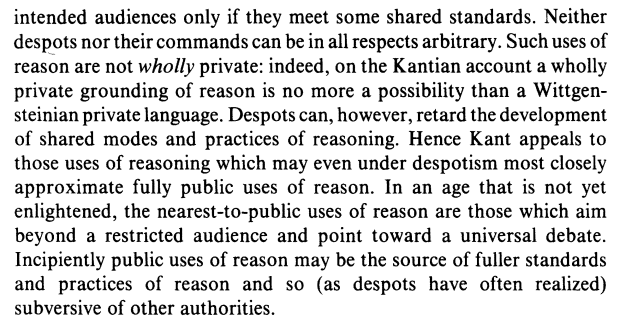 intended audiences only if they meet some shared standards. Neither
despots nor their commands can be in all respects arbitrary. Such uses of
reason are not wholly private: indeed, on the Kantian account a wholly
private grounding of reason is no more a possibility than a Wittgen-
steinian private language. Despots can, however, retard the development
of shared modes and practices of reasoning. Hence Kant appeals to
those uses of reasoning which may even under despotism most closely
approximate fully public uses of reason. In an age that is not yet
enlightened, the nearest-to-public uses of reason are those which aim
beyond a restricted audience and point toward a universal debate.
Incipiently public uses of reason may be the source of fuller standards
and practices of reason and so (as despots have often realized)
subversive of other authorities.